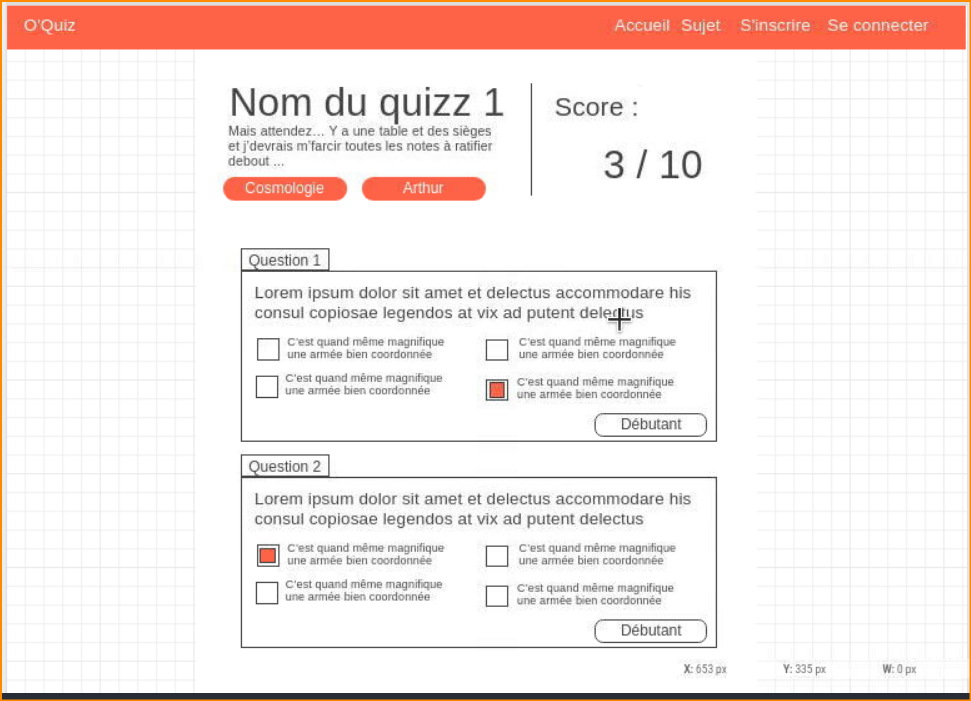 O'Quiz
Accueil Sujet S'inscrire Se connecter
Nom du quizz 1
Mais attendez... Y a une table et des sièges
et j'devrais m'farcir toutes les notes à ratifier
debout ...
Cosmologie
Arthur
Score :
3 / 10
Question 1
Lorem ipsum dolor sit amet et delectus accommodare his
consul copiosae legendos at vix ad putent delectus
C'est quand même magnifique
une armée bien coordonnée
C'est quand même magnifique
une armée bien coordonnée
C'est quand même magnifique
une armée bien coordonnée
C'est quand même magnifique
une armée bien coordonnée
Débutant
Question 2
Lorem ipsum dolor sit amet et delectus accommodare his
consul copiosae legendos at vix ad putent delectus
C'est quand même magnifique
une armée bien coordonnée
C'est quand même magnifique
une armée bien coordonnée
C'est quand même magnifique
une armée bien coordonnée
C'est quand même magnifique
une armée bien coordonnée
Débutant
X: 653 px Y: 335 px W: 0 px